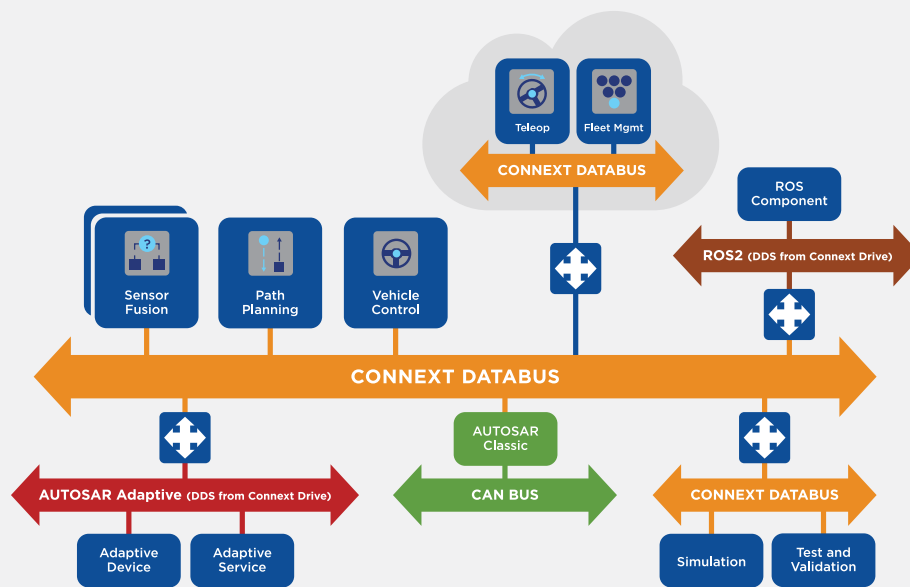 Teleop
Fleet Mgmt
CONNEXT DATABUS
ROS
Component
ROS2 (DDS from Connext Drive)
?
Sensor
Fusion
Path
Planning
Vehicle
Control
CONNEXT DATABUS
AUTOSAR
Classic
AUTOSAR Adaptive (DDS from Connext Drive)
CAN BUS
CONNEXT DATABUS
Adaptive
Device
Adaptive
Service
Simulation
Test and
Validation